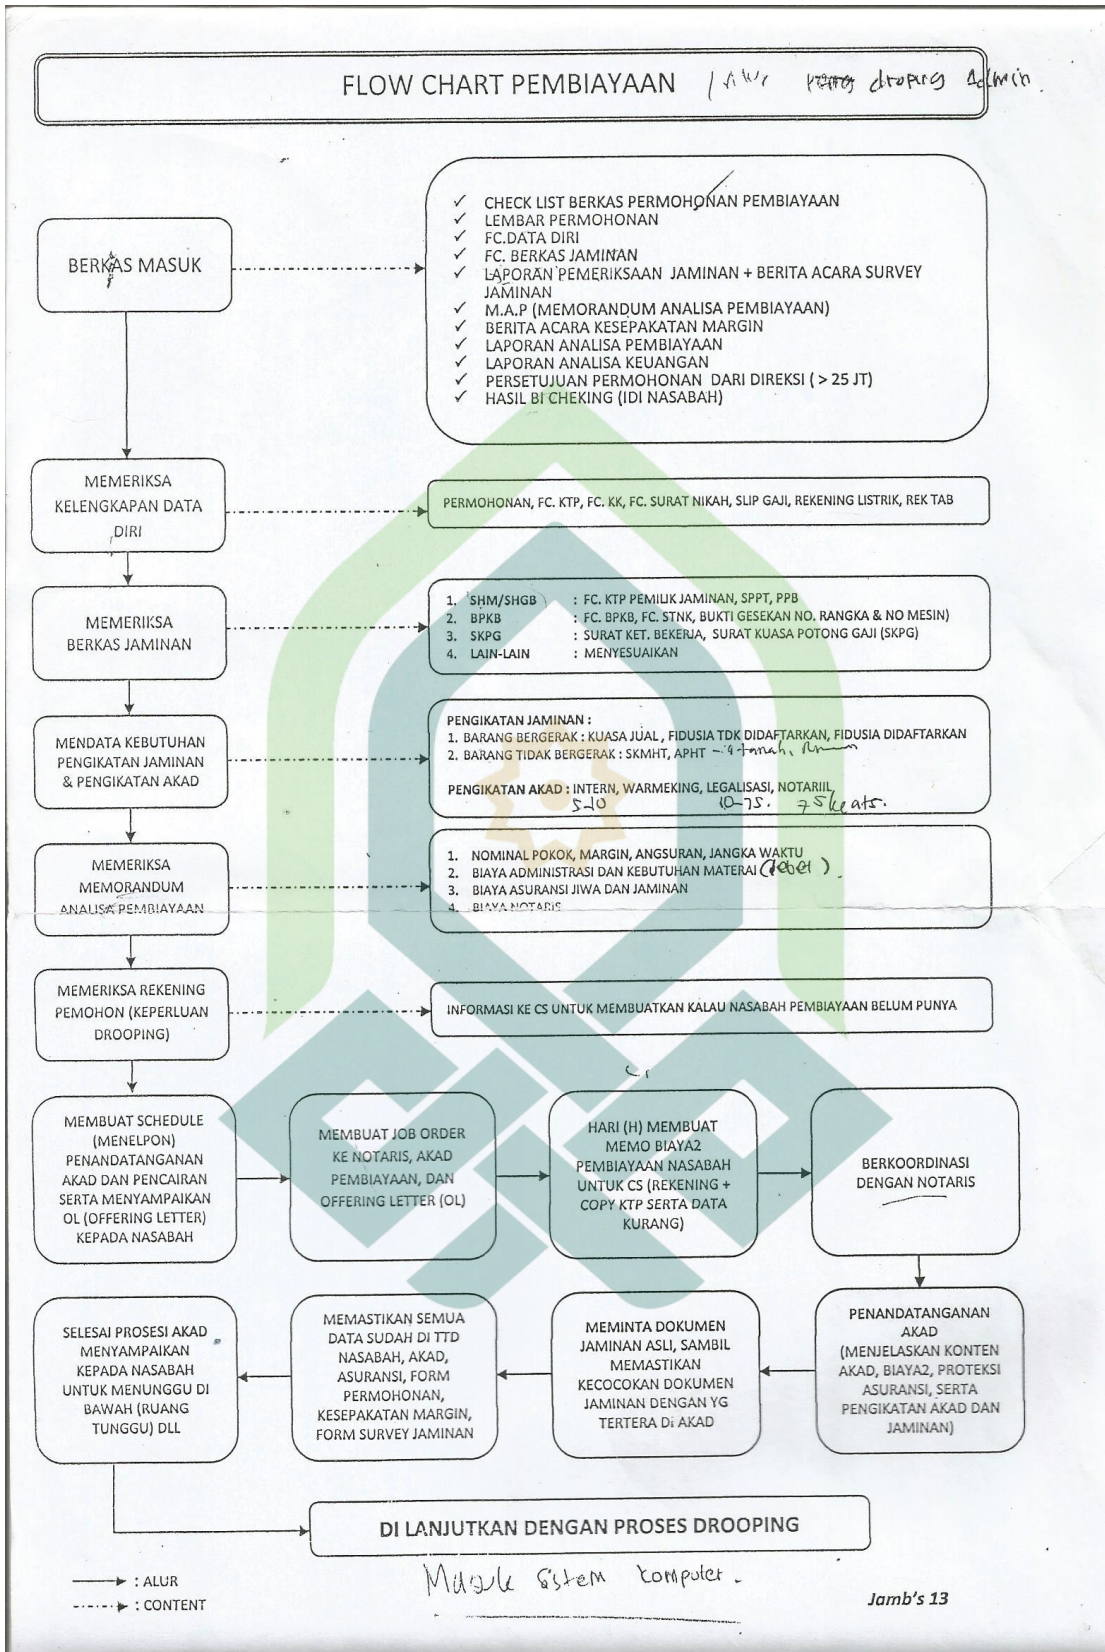 FLOW CHART PEMBIAYAAN
droping Admin.
BERKAS MASUK
✓ CHECK LIST BERKAS PERMOHONAN PEMBIAYAAN
✓ LEMBAR PERMOHONAN
✓ FC.DATA DIRI
✓ FC. BERKAS JAMINAN
✓ LAPORAN PEMERIKSAAN JAMINAN + BERITA ACARA SURVEY
JAMINAN
✓ M.A.P (MEMORANDUM ANALISA PEMBIAYAAN)
✓ BERITA ACARA KESEPAKATAN MARGIN
✓ LAPORAN ANALISA PEMBIAYAAN
✓ LAPORAN ANALISA KEUANGAN
✓ PERSETUJUAN PERMOHONAN DARI DIREKSI ( > 25 JT)
✓ HASIL BI CHEKING (IDI NASABAH)
MEMERIKSA
KELENGKAPAN DATA
DIRI
PERMOHONAN, FC. KTP, FC. KK, FC. SURAT NIKAH, SLIP GAJI, REKENING LISTRIK, REK TAB
MEMERIKSA
BERKAS JAMINAN
1. SHM/SHGB : FC. KTP PEMILIK JAMINAN, SPPT, PPB
2. BPKB : FC. BPKB, FC. STNK, BUKTI GESEKAN NO. RANGKA & NO MESIN)
3. SKPG : SURAT KET. BEKERJA, SURAT KUASA POTONG GAJI (SKPG)
4. LAIN-LAIN : MENYESUAIKAN
MENDATA KEBUTUHAN
PENGIKATAN JAMINAN
& PENGIKATAN AKAD
PENGIKATAN JAMINAN :
1. BARANG BERGERAK : KUASA JUAL , FIDUSIA TDK DIDAFTARKAN, FIDUSIA DIDAFTARKAN
2. BARANG TIDAK BERGERAK : SKMHT, APHT tanah,
PENGIKATAN AKAD : INTERN, WARMEKING, LEGALISASI, NOTARIIL
5-10 10-75. 75 ke ats.
MEMERIKSA
MEMORANDUM
ANALISA PEMBIAYAAN
1. NOMINAL POKOK, MARGIN, ANGSURAN, JANGKA WAKTU
2. BIAYA ADMINISTRASI DAN KEBUTUHAN MATERAI
3. BIAYA ASURANSI JIWA DAN JAMINAN
4. BIAYA NOTARIS
MEMERIKSA REKENING
PEMOHON (KEPERLUAN
DROOPING)
INFORMASI KE CS UNTUK MEMBUATKAN KALAU NASABAH PEMBIAYAAN BELUM PUNYA
MEMBUAT SCHEDULE
(MENELPON)
PENANDATANGANAN
AKAD DAN PENCAIRAN
SERTA MENYAMPAIKAN
OL (OFFERING LETTER)
KEPADA NASABAH
MEMBUAT JOB ORDER
KE NOTARIS, AKAD
PEMBIAYAAN, DAN
OFFERING LETTER (OL)
HARI (H) MEMBUAT
MEMO BIAYA2
PEMBIAYAAN NASABAH
UNTUK CS (REKENING +
COPY KTP SERTA DATA
KURANG)
BERKOORDINASI
DENGAN NOTARIS
SELESAI PROSESI AKAD
MENYAMPAIKAN
KEPADA NASABAH
UNTUK MENUNGGU DI
BAWAH (RUANG
TUNGGU) DLL
MEMASTIKAN SEMUA
DATA SUDAH DI TTD
NASABAH, AKAD,
ASURANSI, FORM
PERMOHONAN,
KESEPAKATAN MARGIN,
FORM SURVEY JAMINAN
MEMINTA DOKUMEN
JAMINAN ASLI, SAMBIL
MEMASTIKAN
KECOCOKAN DOKUMEN
JAMINAN DENGAN YG
TERTERA Di AKAD
PENANDATANGANAN
AKAD
(MENJELASKAN KONTEN
AKAD, BIAYA2, PROTEKSI
ASURANSI, SERTA
PENGIKATAN AKAD DAN
JAMINAN)
DI LANJUTKAN DENGAN PROSES DROOPING
Masuk sistem komputer.
: ALUR
: CONTENT
Jamb's 13